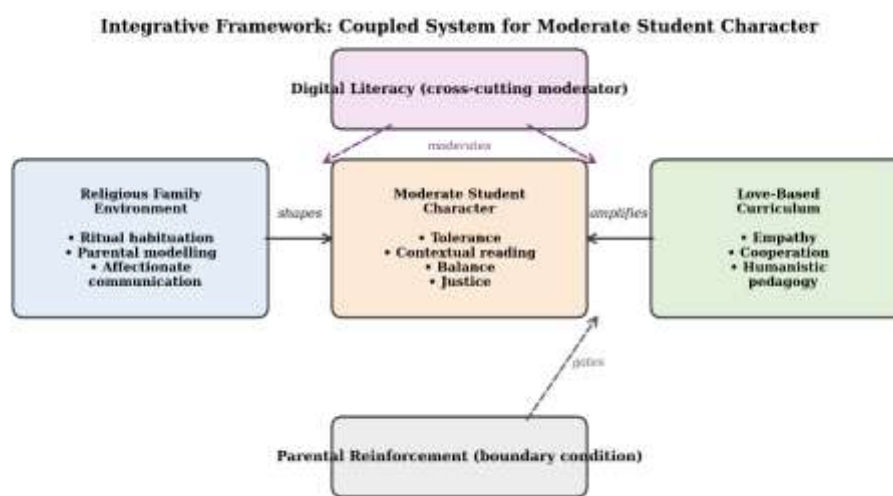 Integrative Framework: Coupled System for Moderate Student Character
Digital Literacy (cross-cutting moderator)
moderates
Religious Family
Environment
• Ritual habituation
• Parental modelling
• Affectionate
communication
shapes
Moderate Student
Character
• Tolerance
• Contextual reading
• Balance
• Justice
amplifies
Love-Based
Curriculum
• Empathy
• Cooperation
• Humanistic
pedagogy
gates
Parental Reinforcement (boundary condition)